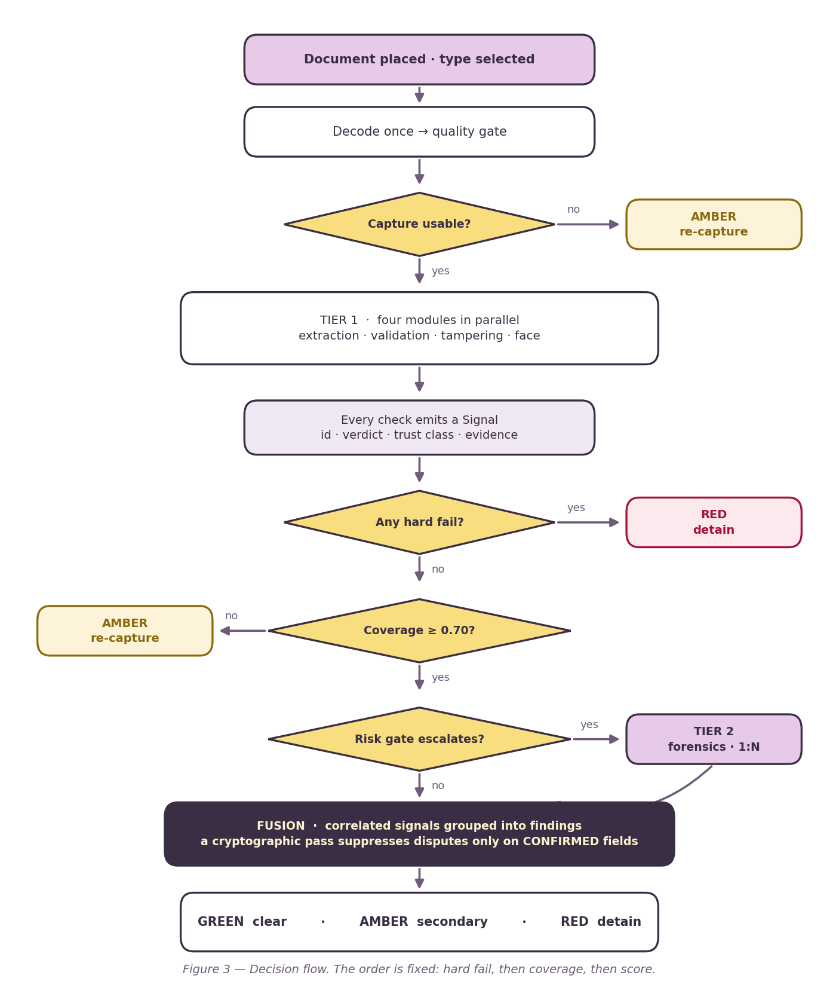 Document placed · type selected
Decode once → quality gate
Capture usable?
no
AMBER
re-capture
yes
TIER 1 · four modules in parallel
extraction · validation · tampering · face
Every check emits a Signal
id · verdict · trust class · evidence
Any hard fail?
yes
RED
detain
no
AMBER
re-capture
no
Coverage ≥ 0.70?
yes
Risk gate escalates?
yes
TIER 2
forensics · 1:N
no
FUSION · correlated signals grouped into findings
a cryptographic pass suppresses disputes only on CONFIRMED fields
GREEN clear · AMBER secondary · RED detain
Figure 3 — Decision flow. The order is fixed: hard fail, then coverage, then score.